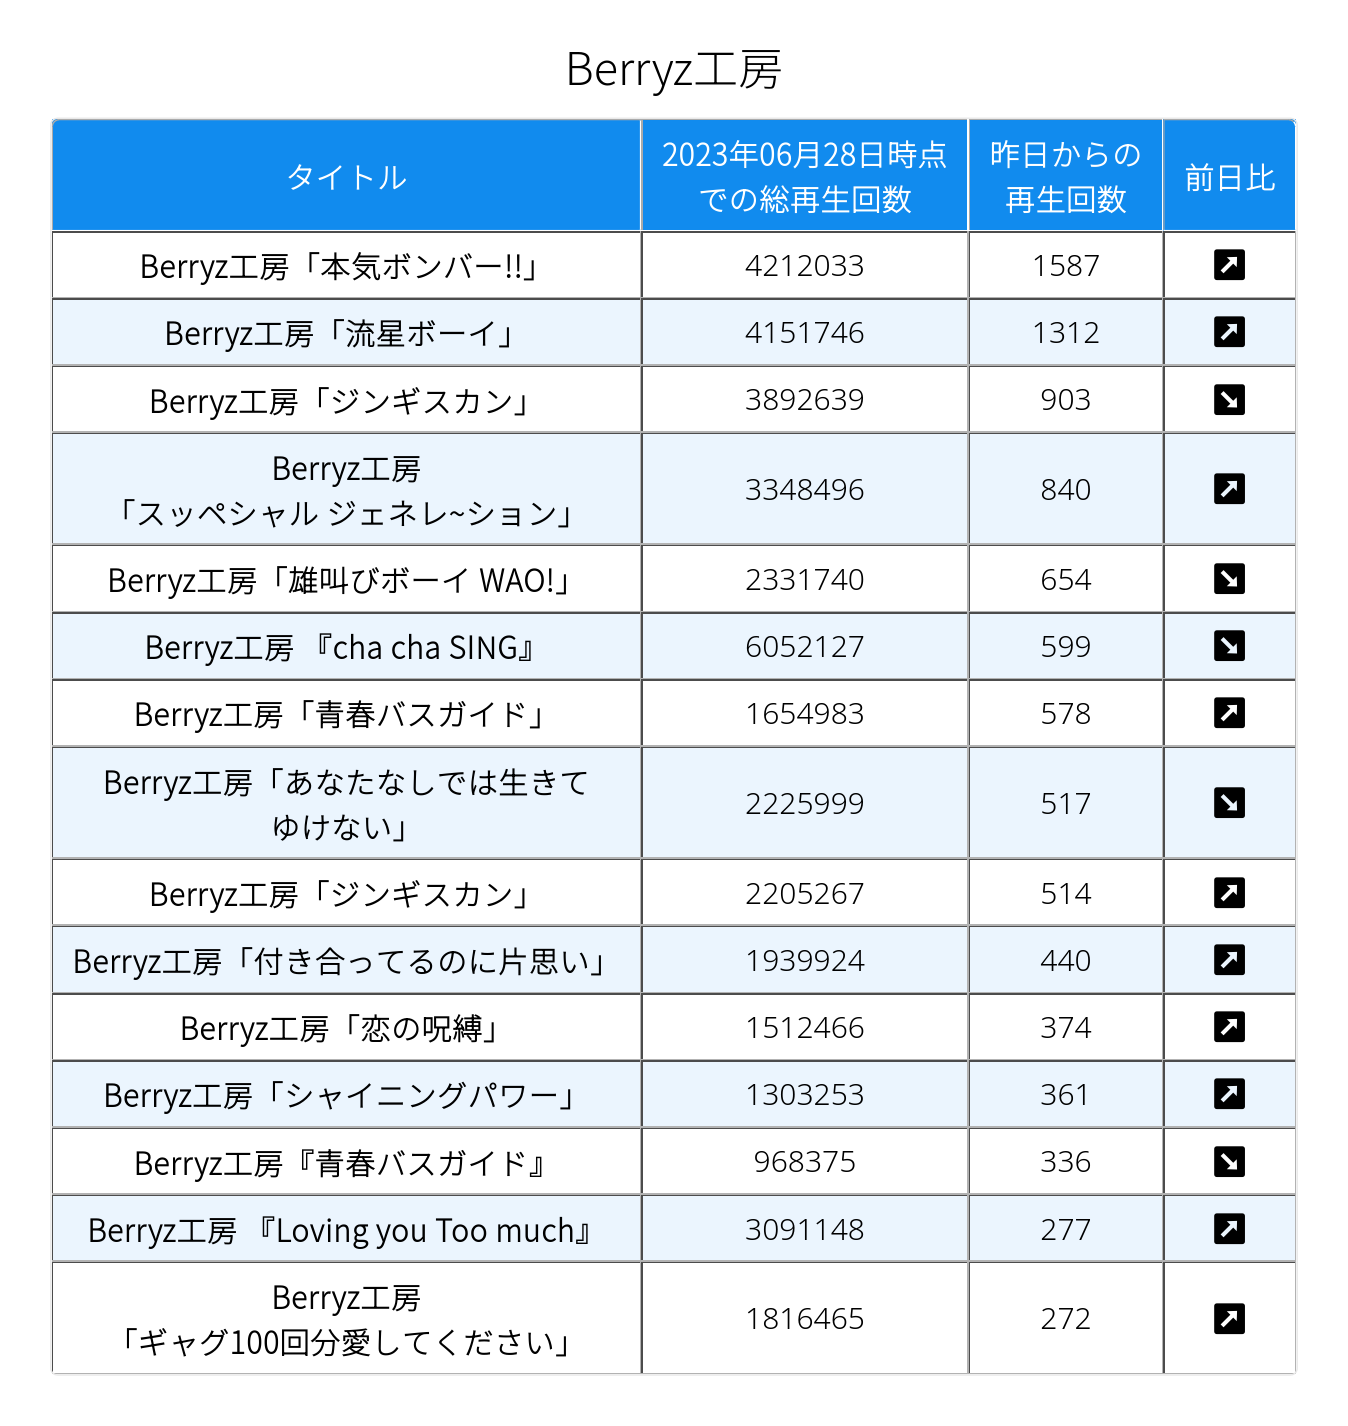 Berryz工房
タイトル
2023年06月28日時点
での総再生回数
昨日からの
再生回数
前日比
Berryz工房「本気ボンバー!!」
4212033
1587
Berryz工房「流星ボーイ」
4151746
1312
Berryz工房「ジンギスカン」
3892639
903
Berryz工房
「スッペシャル ジェネレ~ション」
3348496
840
Berryz工房「雄叫びボーイ WAO!」
2331740
654
Berryz工房 『cha cha SING』
6052127
599
Berryz工房「青春バスガイド」
1654983
578
Berryz工房「あなたなしでは生きて
ゆけない」
2225999
517
Berryz工房「ジンギスカン」
2205267
514
Berryz工房「付き合ってるのに片思い」
1939924
440
Berryz工房「恋の呪縛」
1512466
374
Berryz工房「シャイニングパワー」
1303253
361
Berryz工房『青春バスガイド』
968375
336
Berryz工房 『Loving you Too much』
3091148
277
Berryz工房
「ギャグ100回分愛してください」
1816465
272